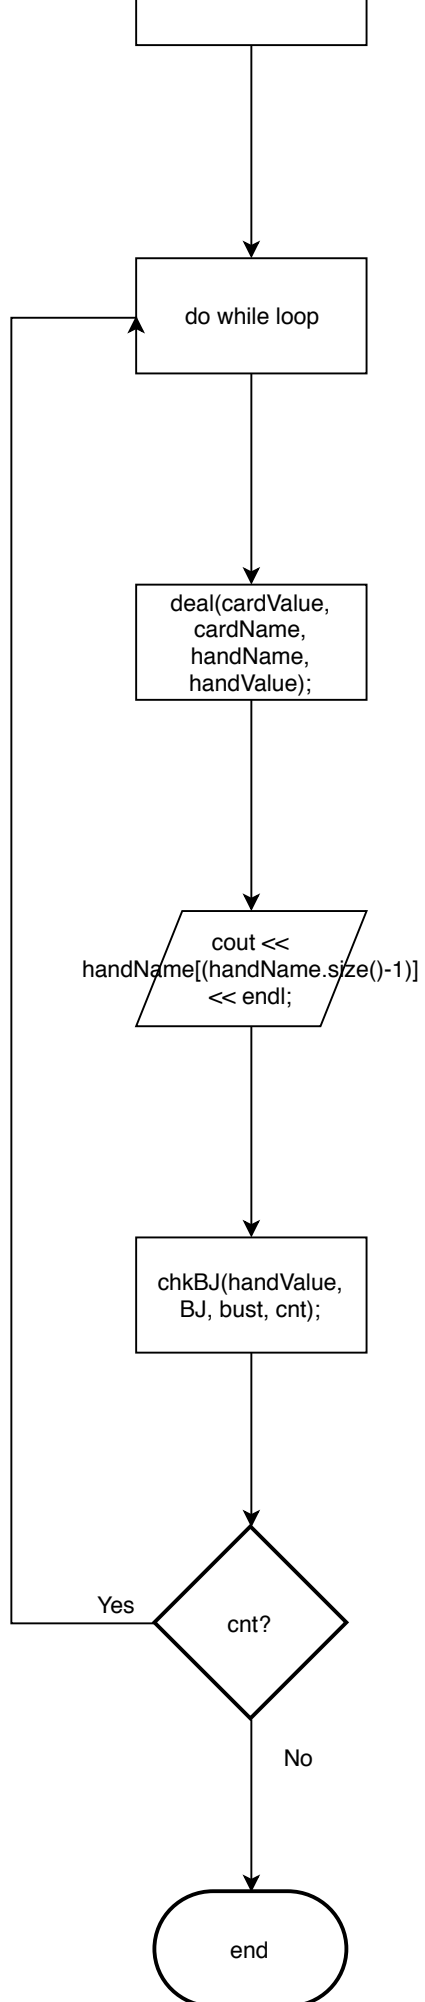 do while loop
deal(cardValue,
cardName,
handName,
handValue);
cout <<
handName[(handName.size()-1)]
<< endl;
chkBJ(handValue,
BJ, bust, cnt);
Yes
cnt?
No
end